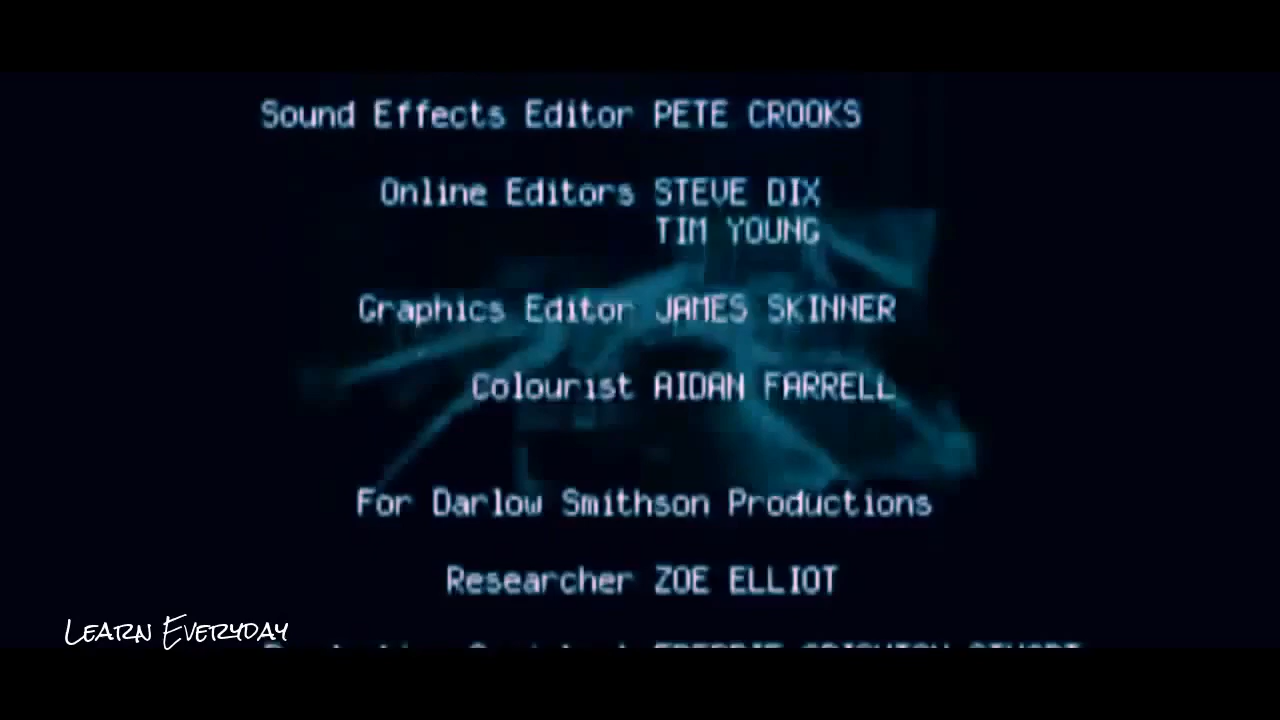 Sound Effects Editor PETE CROOKS
Online Editors STEVE DIX
TIM YOUNG
Graphics Editor JAMES SKINNER
Colourist AIDAN FARRELL
For Darlow Smithson Productions
Researcher ZOE ELLIOT
Learn Everyday